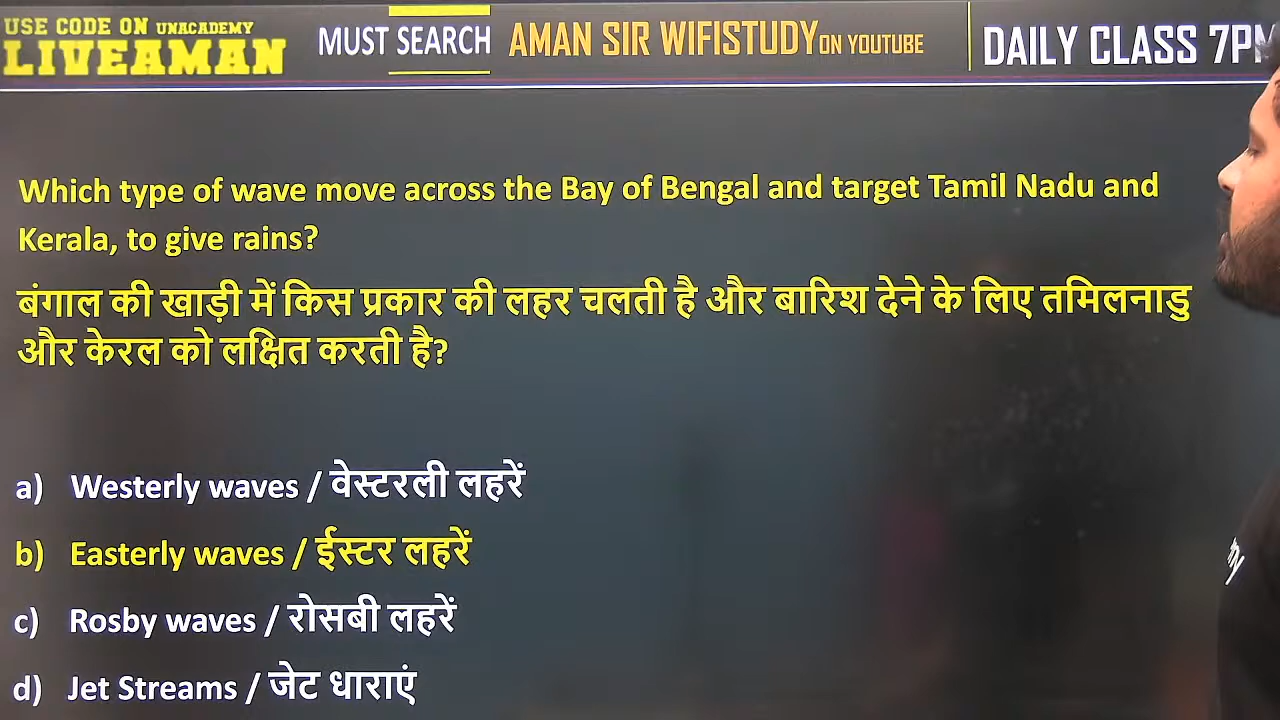 USE CODE ON UNACADEMY
LIVEAMAN
MUST SEARCH
AMAN SIR WIFISTUDY ON YOUTUBE
DAILY CLASS 7PM
Which type of wave move across the Bay of Bengal and target Tamil Nadu and
Kerala, to give rains?
बंगाल की खाड़ी में किस प्रकार की लहर चलती है और बारिश देने के लिए तमिलनाडु
और केरल को लक्षित करती है?
a) Westerly waves / वेस्टरली लहरें
b) Easterly waves / ईस्टर लहरें
c) Rosby waves / रोसबी लहरें
d) Jet Streams / जेट धाराएं